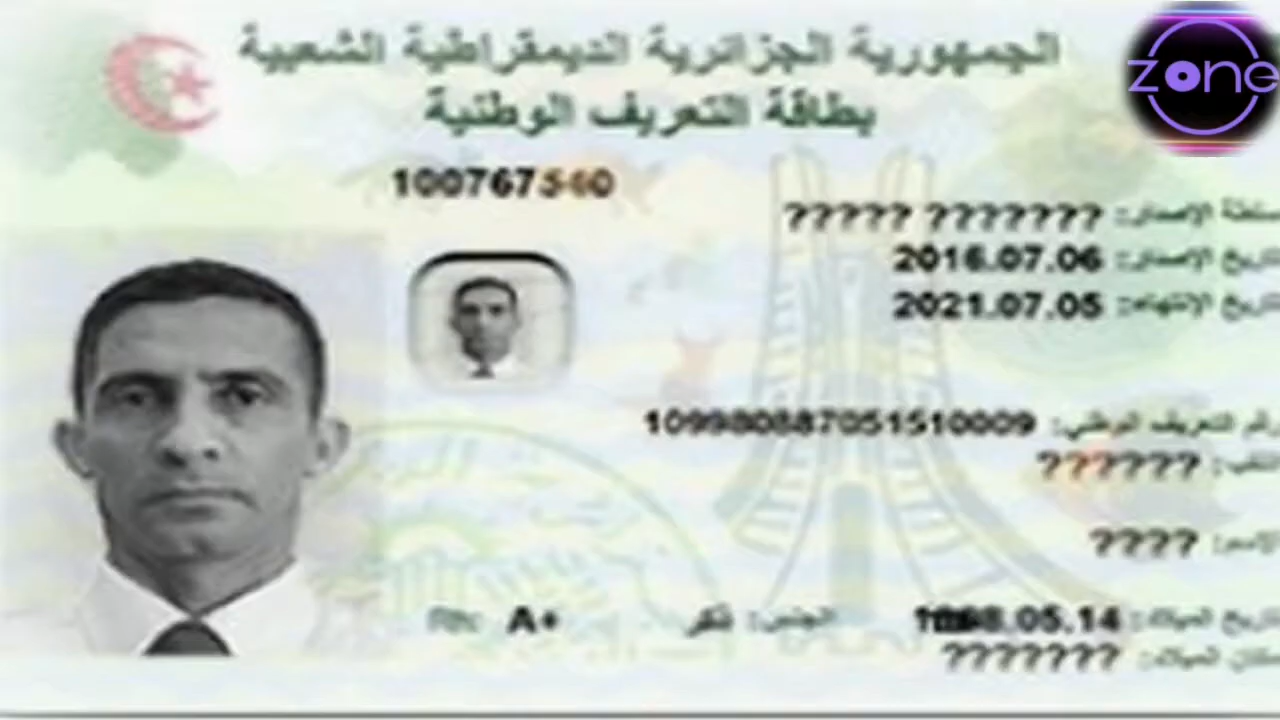 الجمهورية الجزائرية الديمقراطية الشعبية
بطاقة التعريف الوطنية
zone
100767540
سلطة الإصدار: ??????? ?????
تاريخ الإصدار: 2016.07.06
تاريخ الإنتهاء: 2021.07.05
رقم التعريف الوطني: 109980887051510009
اللقب: ??????
الإسم: ????
تاريخ الميلاد: 05.14
الجنس: ذكر
Rh: A+
مكان الميلاد: ???????